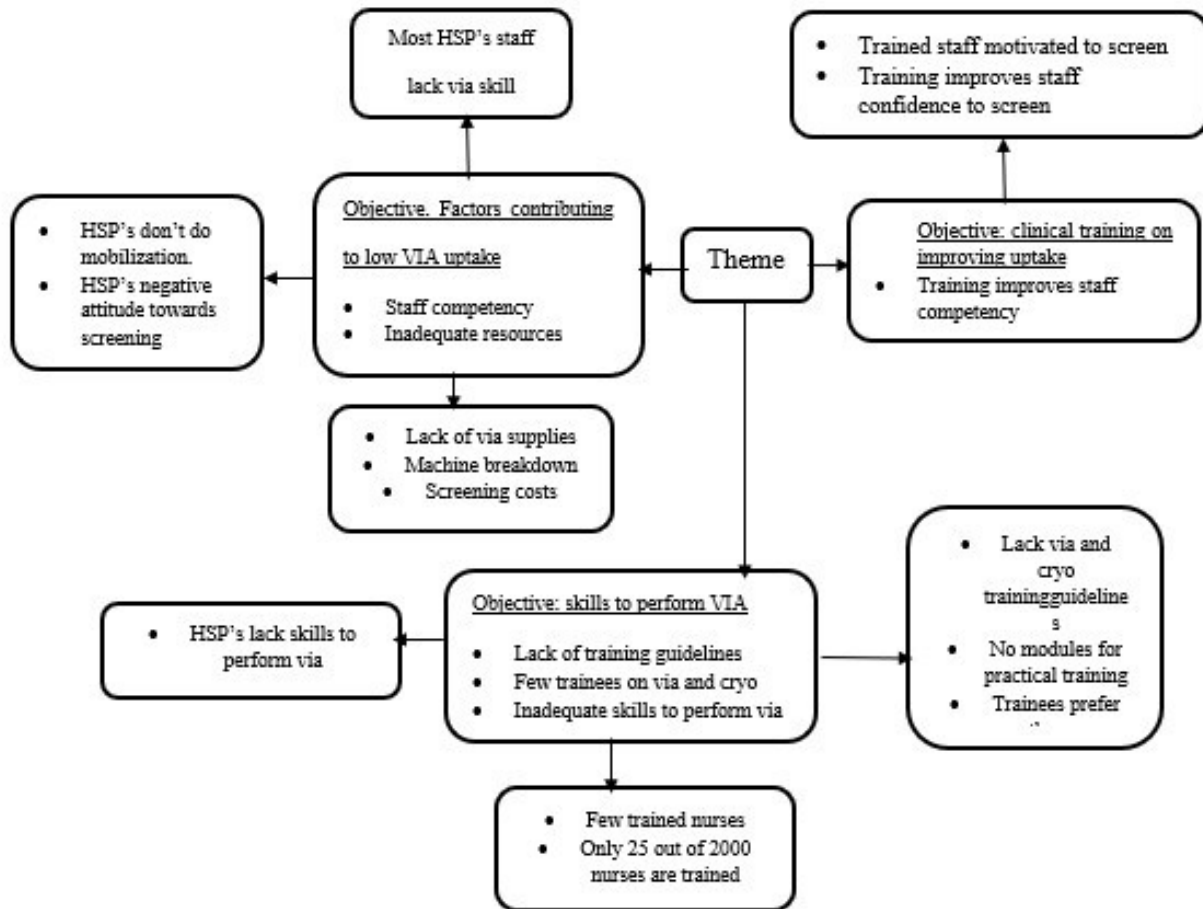 Most HSP's staff
lack via skill
• Trained staff motivated to screen
• Training improves staff
confidence to screen
• HSP's don't do
mobilization.
• HSP's negative
attitude towards
screening
Objective. Factors contributing
to low VIA uptake
• Staff competency
• Inadequate resources
Theme
Objective: clinical training on
improving uptake
• Training improves staff
competency
• Lack of via supplies
• Machine breakdown
• Screening costs
• HSP's lack skills to
perform via
Objective: skills to perform VIA
• Lack of training guidelines
• Few trainees on via and cryo
• Inadequate skills to perform via
• Lack via and
cryo
trainingguideline
s
• No modules for
practical training
• Trainees prefer
• Few trained nurses
• Only 25 out of 2000
nurses are trained